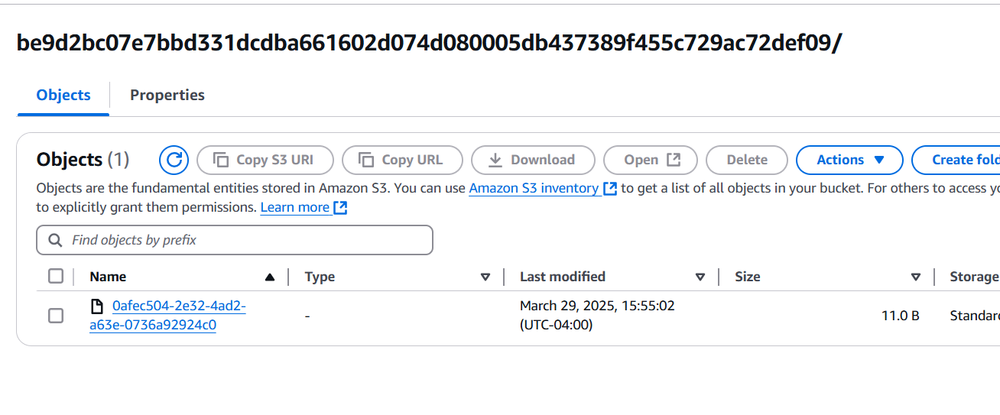 be9d2bc07e7bbd331dcdba661602d074d080005db437389f455c729ac72def09/
Objects
Properties
Objects (1)
Copy S3 URI
Copy URL
Download
Open
Delete
Actions
Create fold
Objects are the fundamental entities stored in Amazon S3. You can use Amazon S3 inventory to get a list of all objects in your bucket. For others to access yo
to explicitly grant them permissions. Learn more
Find objects by prefix
Name
Type
Last modified
Size
Storage
0afec504-2e32-4ad2-
a63e-0736a92924c0
-
March 29, 2025, 15:55:02
(UTC-04:00)
11.0 B
Standard